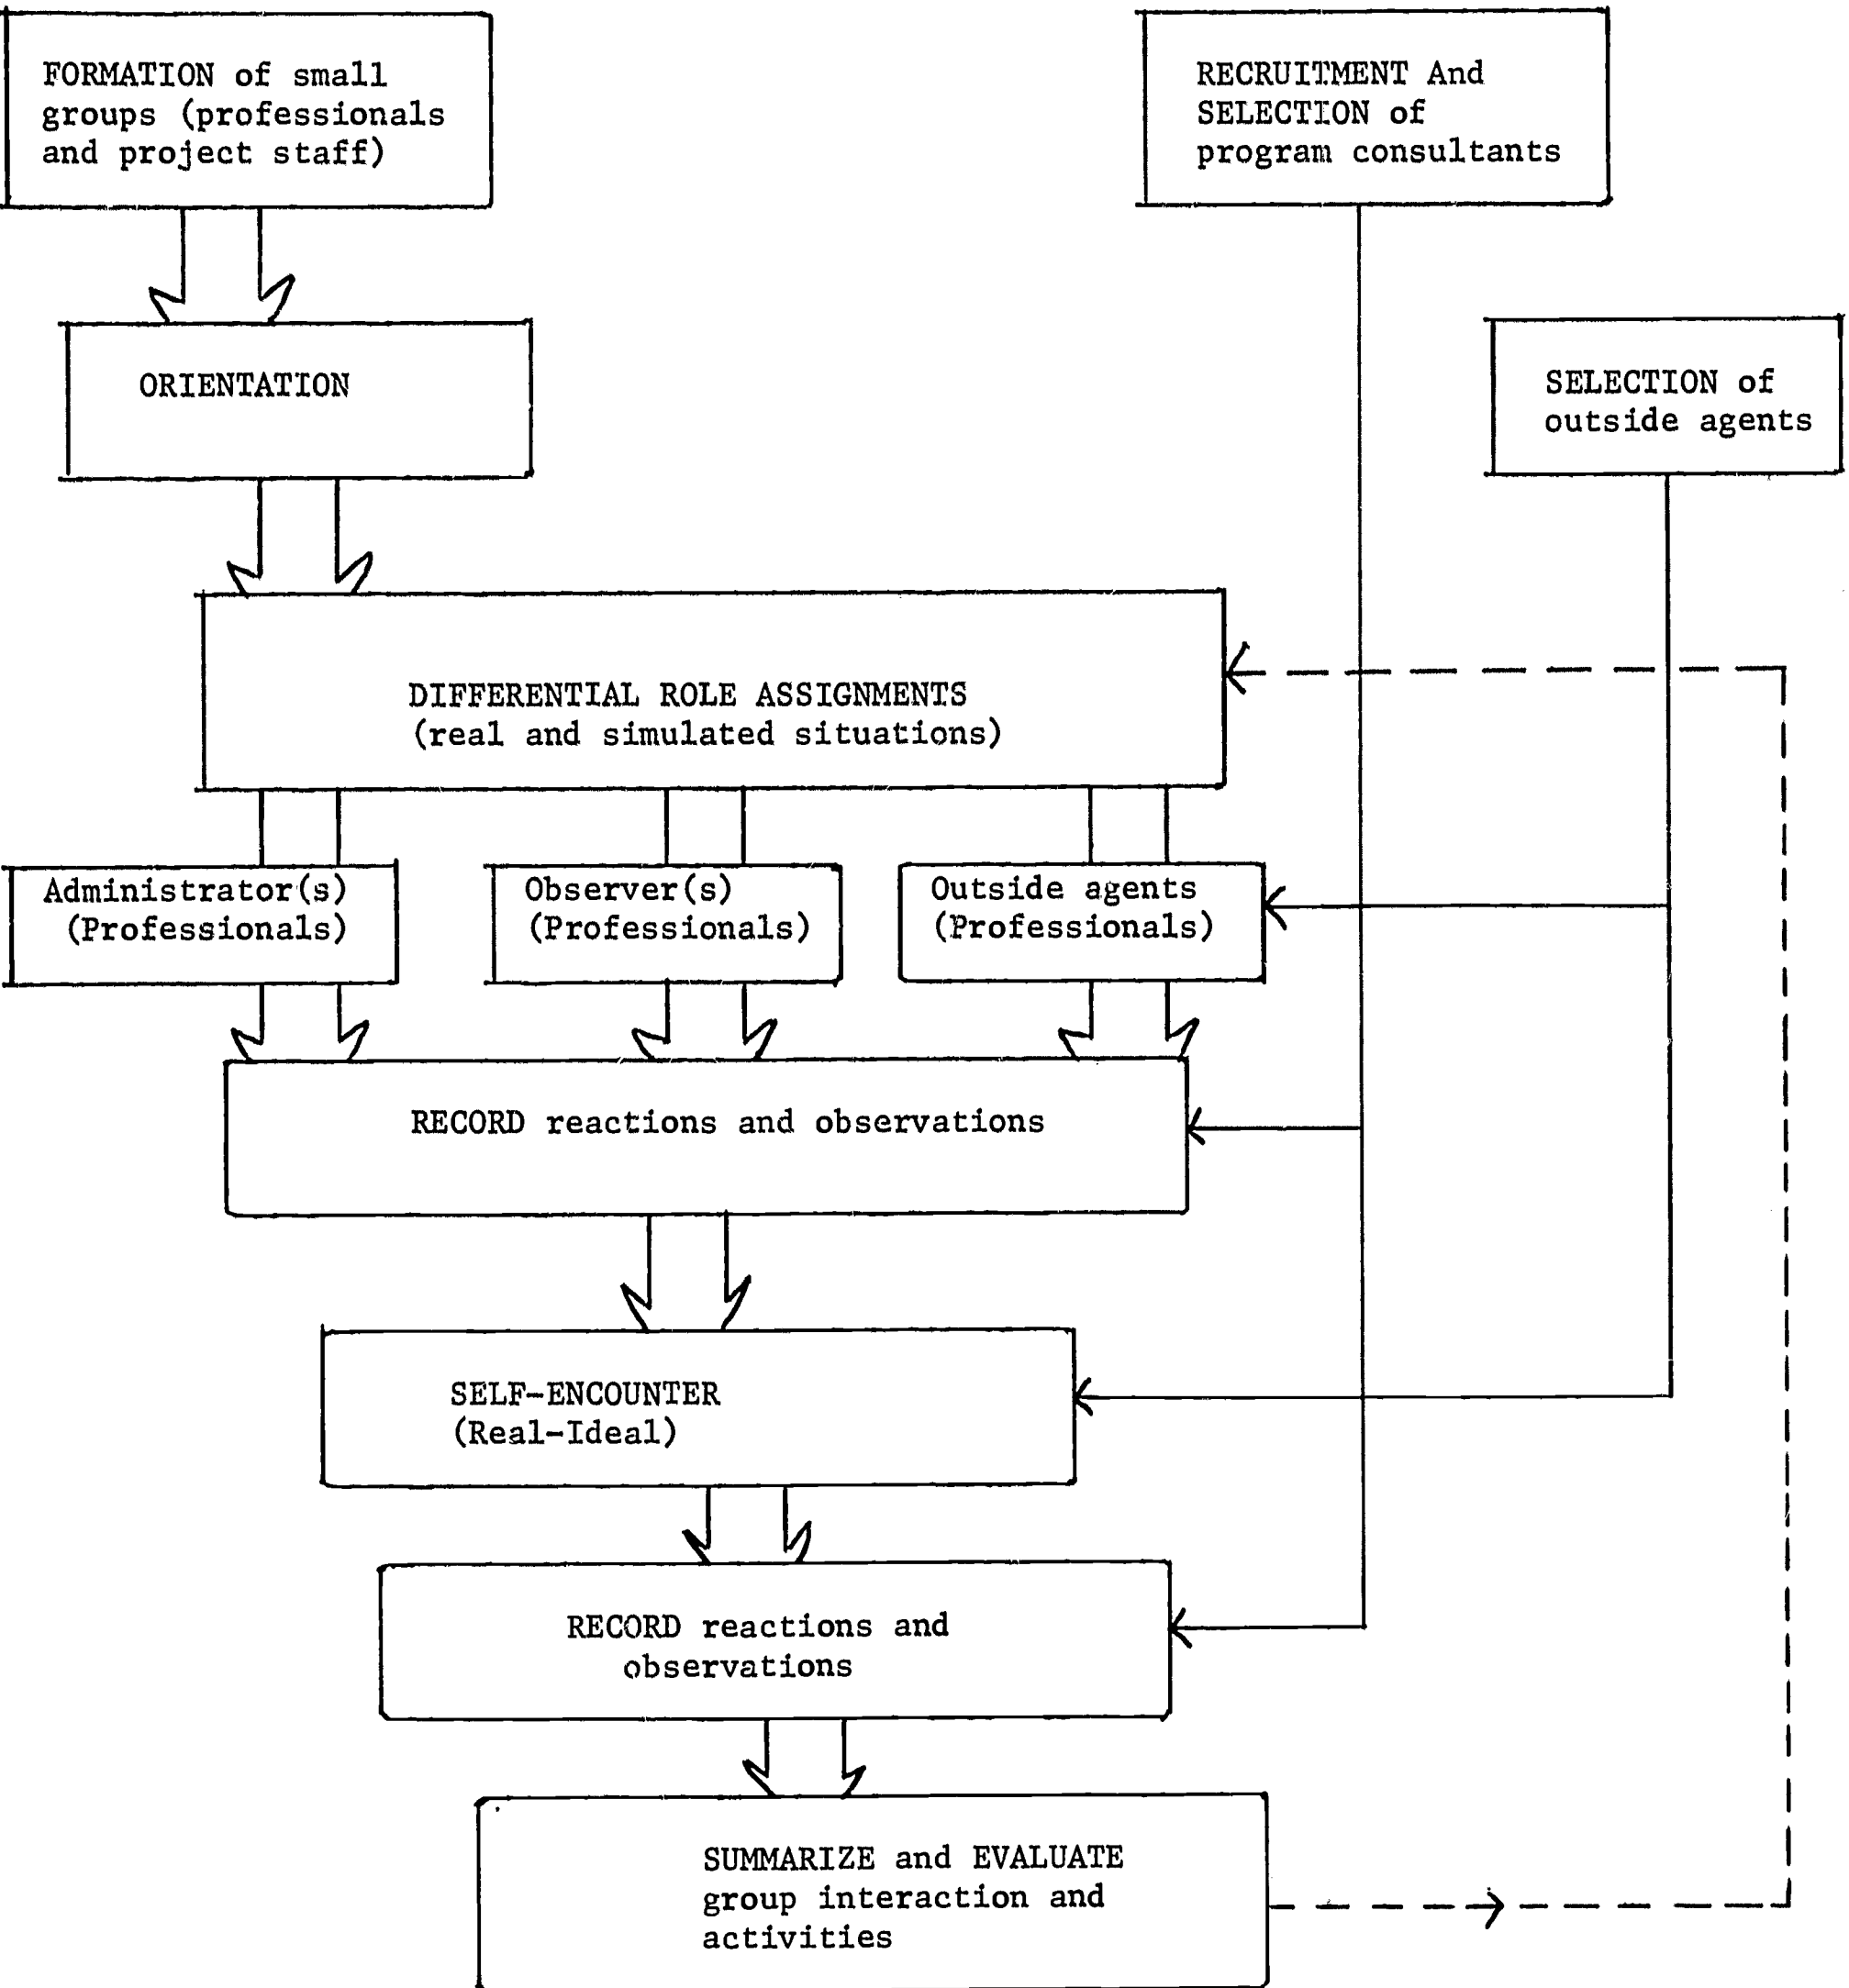 FORMATION of small
groups (professionals
and project staff)
RECRUITMENT And
SELECTION of
program consultants
ORIENTATION
SELECTION of
outside agents
DIFFERENTIAL ROLE ASSIGNMENTS
(real and simulated situations)
Administrator(s)
(Professionals)
Observer(s)
(Professionals)
Outside agents
(Professionals)
RECORD reactions and observations
SELF-ENCOUNTER
(Real-Ideal)
RECORD reactions and
observations
SUMMARIZE and EVALUATE
group interaction and
activities